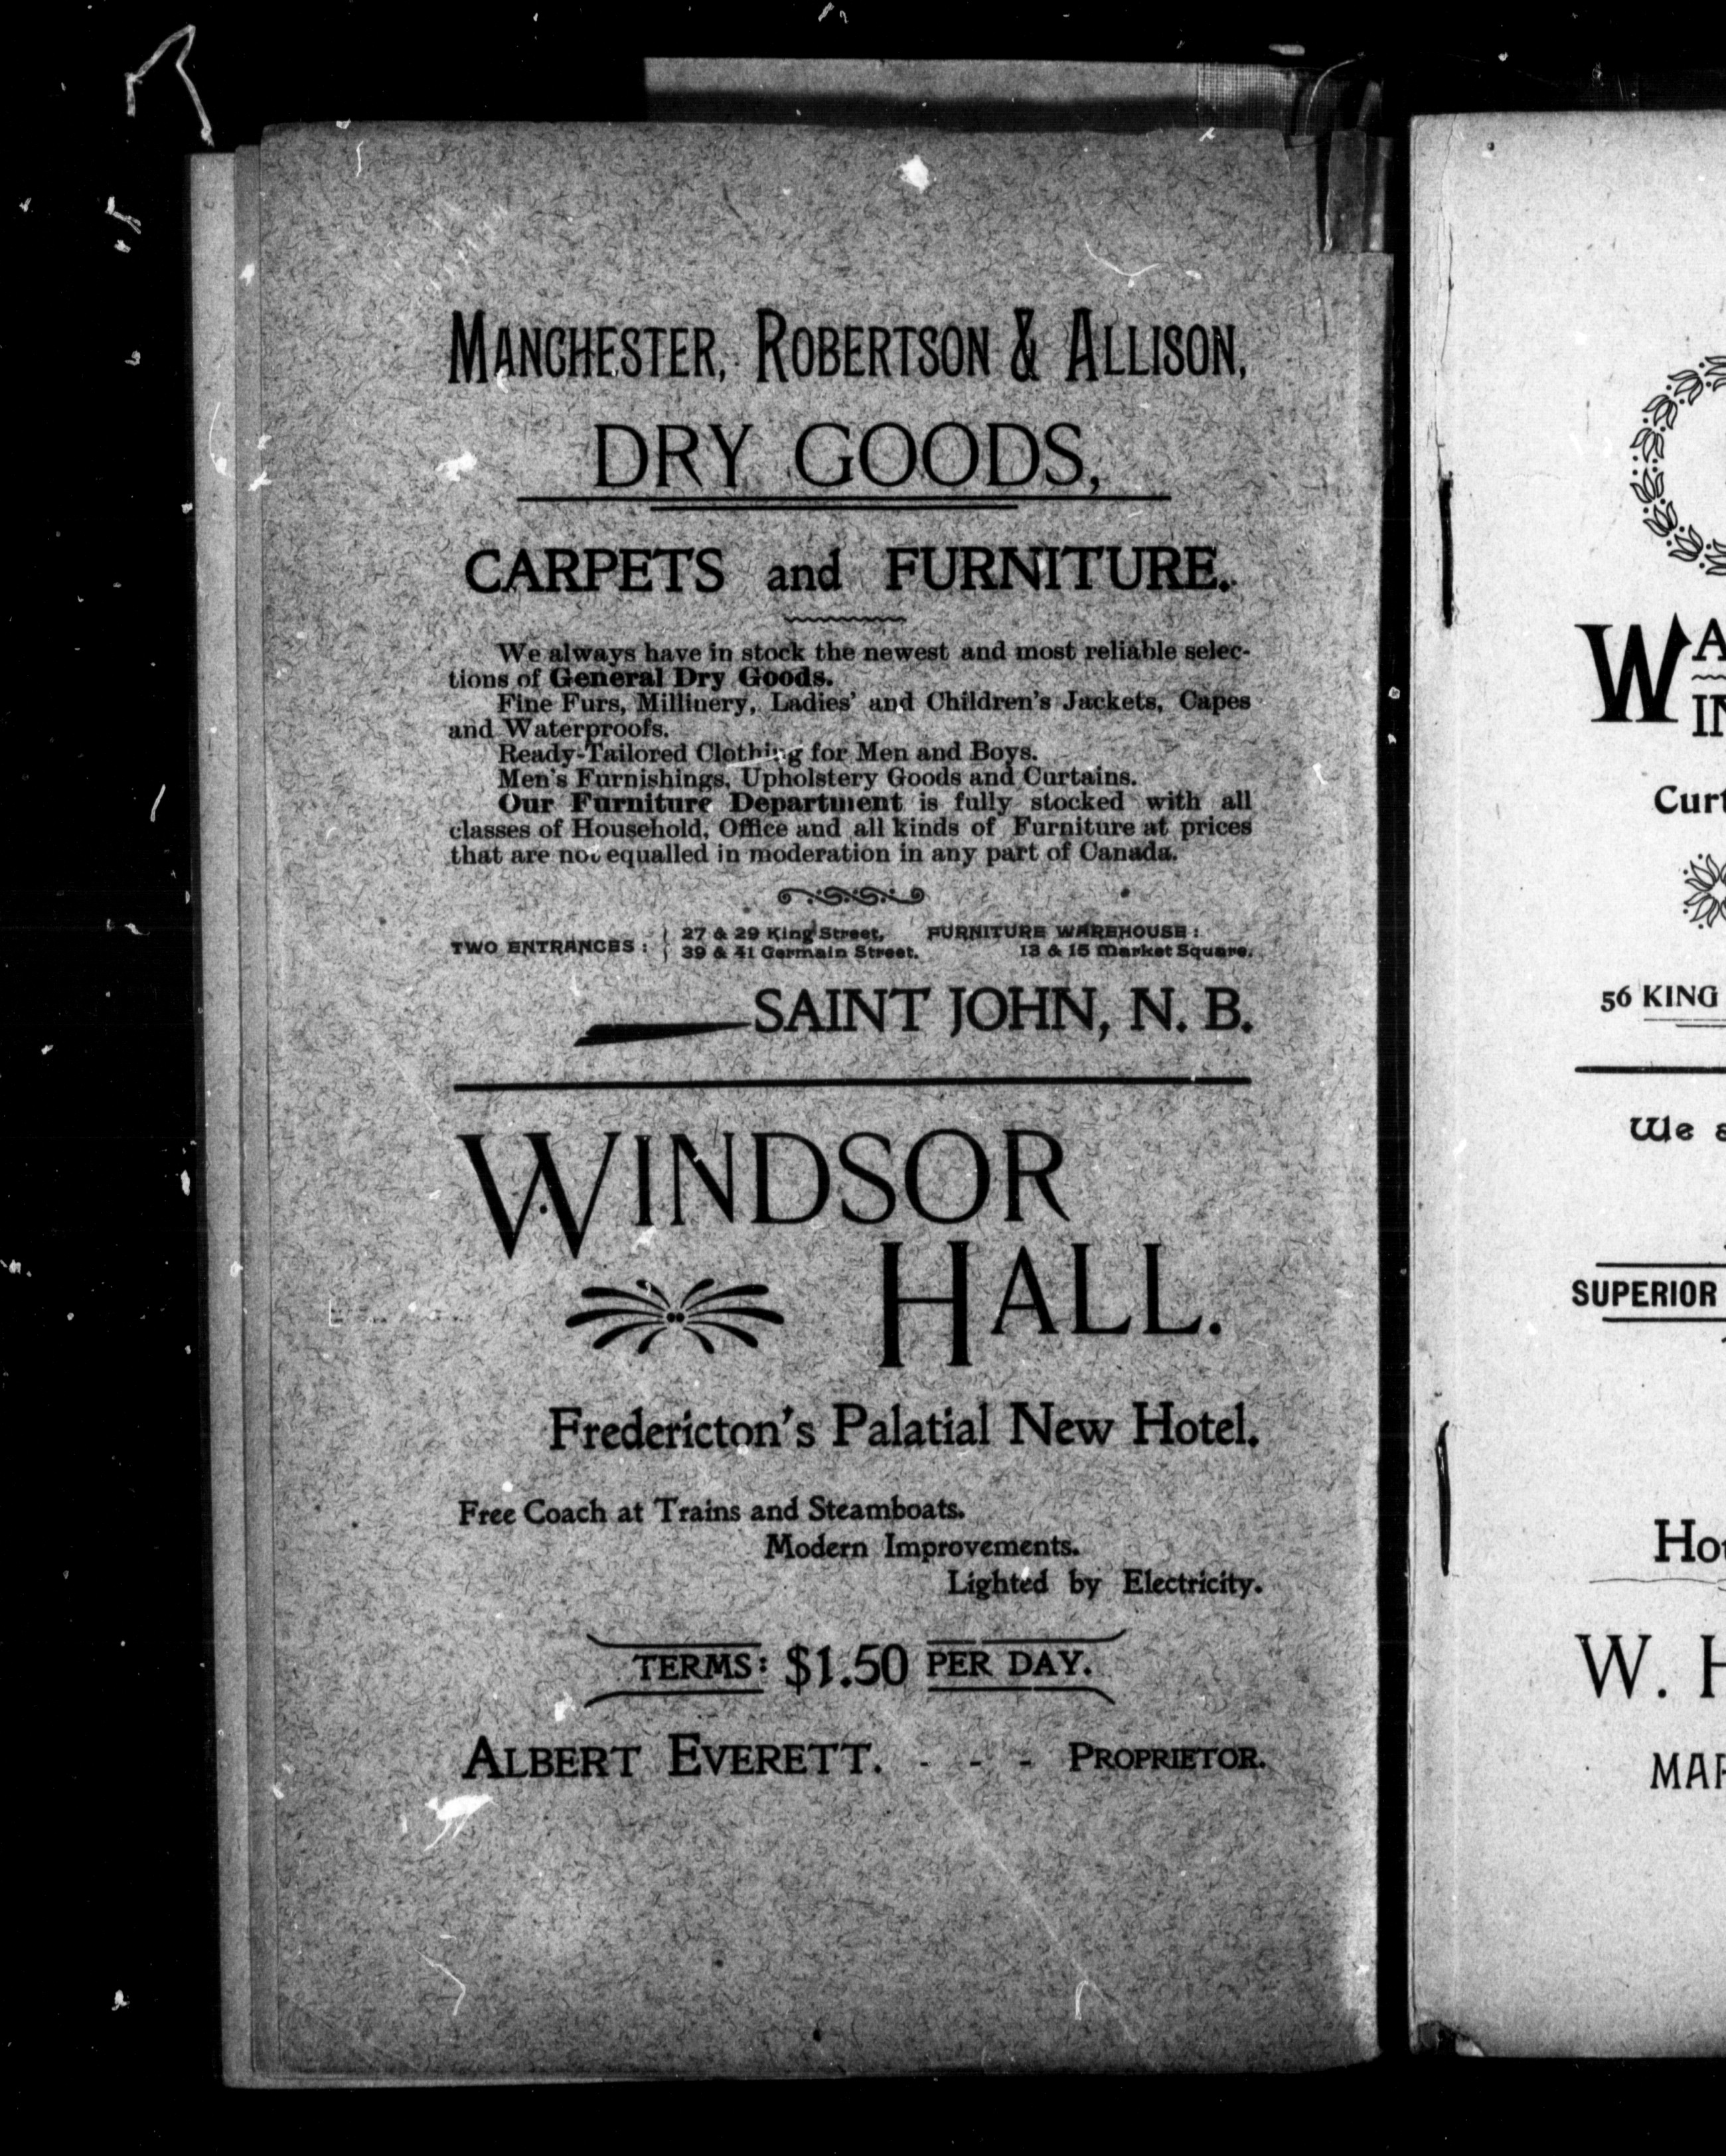 MANCHESTER, ROBERTSON & ALLISON,
DRY GOODS,
CARPETS and FURNITURE.
We always have in stock the newest and most reliable selec-
tions of General Dry Goods.
Fine Furs, Millinery, Ladies' and Children's Jackets, Capes
and Waterproofs.
Ready-Tailored Clothing for Men and Boys.
Men's Furnishings, Upholstery Goods and Curtains.
Our Furniture Department is fully stocked with all
classes of Household, Office and all kinds of Furniture at prices
that are not equalled in moderation in any part of Canada.
TWO ENTRANCES: { 27 & 29 King Street, FURNITURE WAREHOUSE:
39 & 41 Germain Street. 13 & 15 Market Square.
SAINT JOHN, N. B.
WINDSOR
HALL.
Fredericton's Palatial New Hotel.
Free Coach at Trains and Steamboats.
Modern Improvements.
Lighted by Electricity.
TERMS: $1.50 PER DAY.
ALBERT EVERETT. - - - PROPRIETOR.
56 KING
We
SUPERIOR
W. H